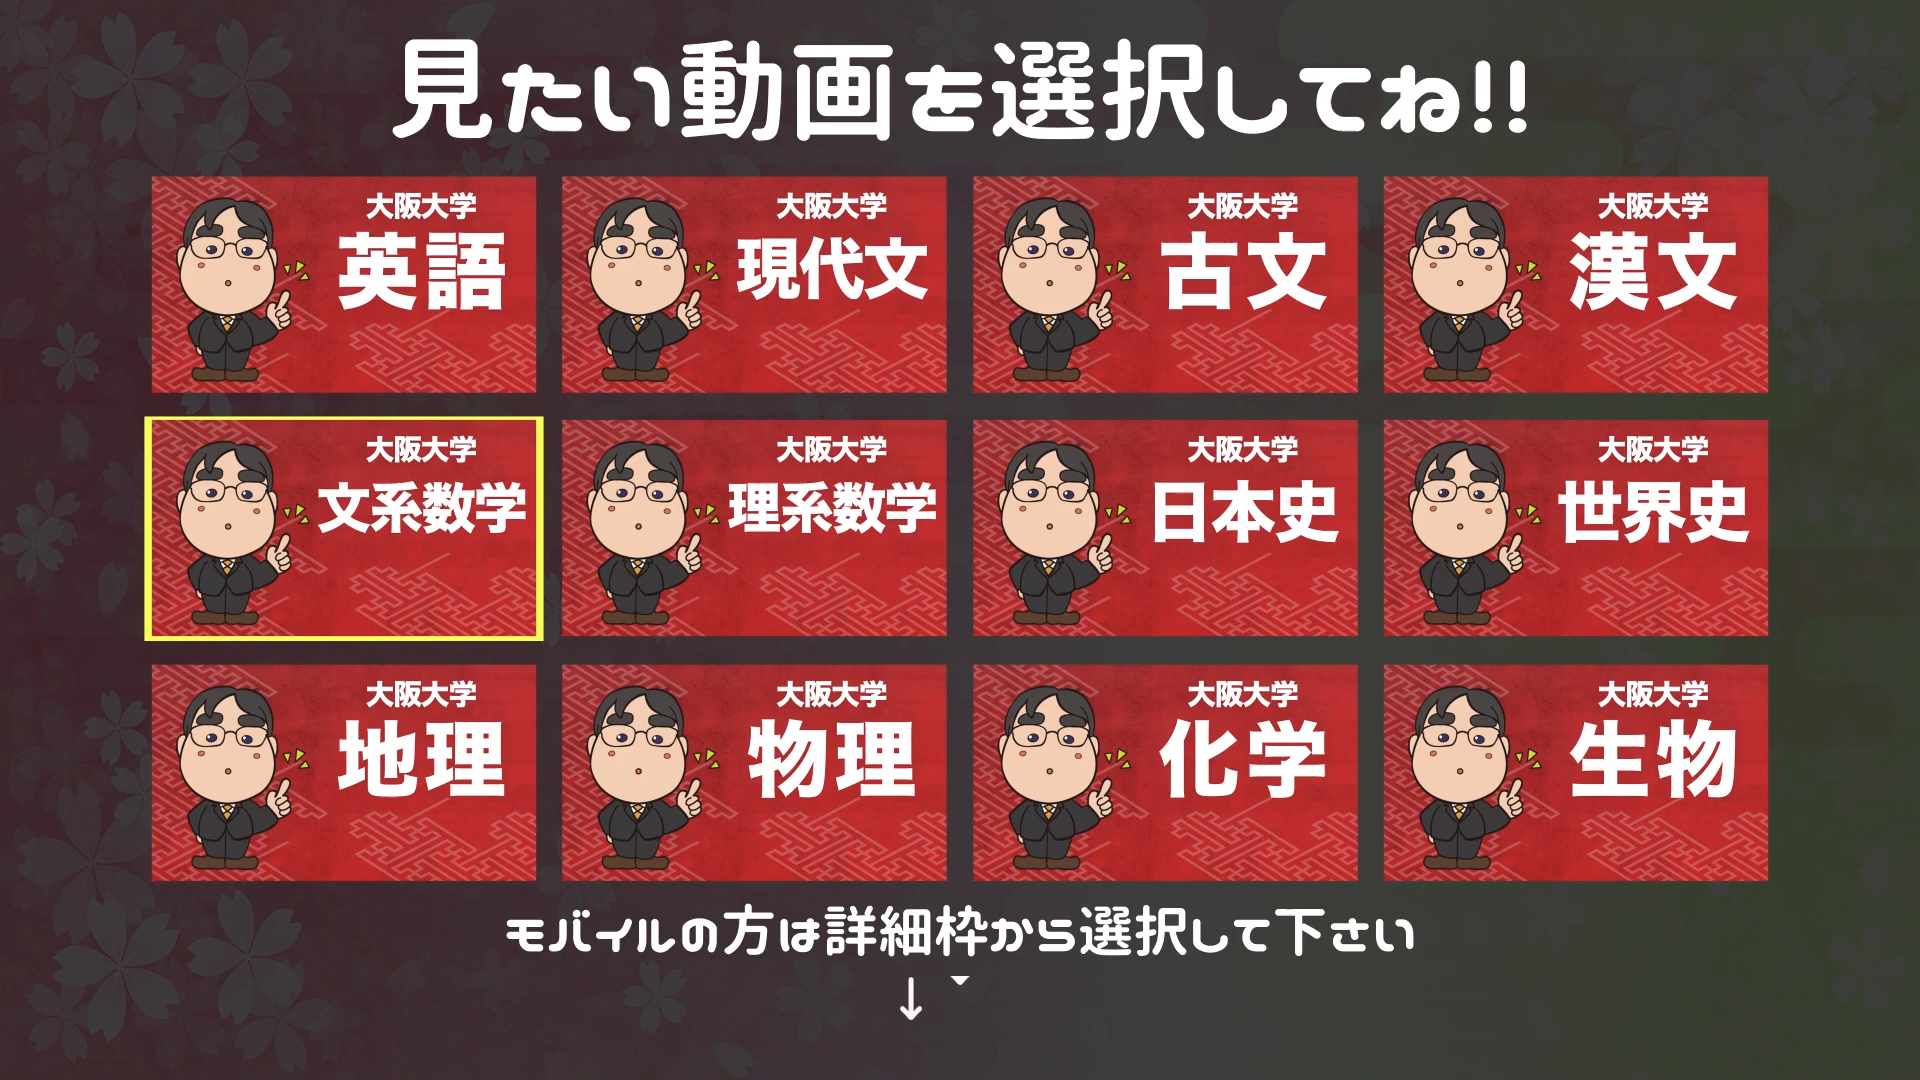 見たい動画を選択してね!!
大阪大学
英語
大阪大学
現代文
大阪大学
古文
大阪大学
漢文
大阪大学
文系数学
大阪大学
理系数学
大阪大学
日本史
大阪大学
世界史
大阪大学
地理
大阪大学
物理
大阪大学
化学
大阪大学
生物
モバイルの方は詳細枠から選択して下さい
↓